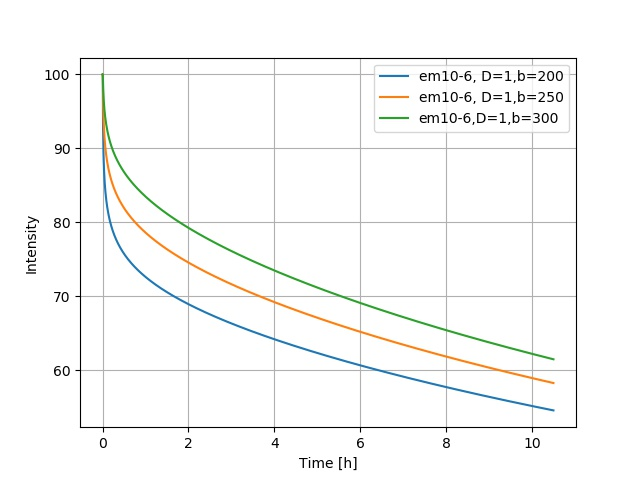 em10-6, D=1,b=200
em10-6, D=1,b=250
em10-6,D=1,b=300
100
90
80
70
60
Intensity
0 2 4 6 8 10
Time [h]